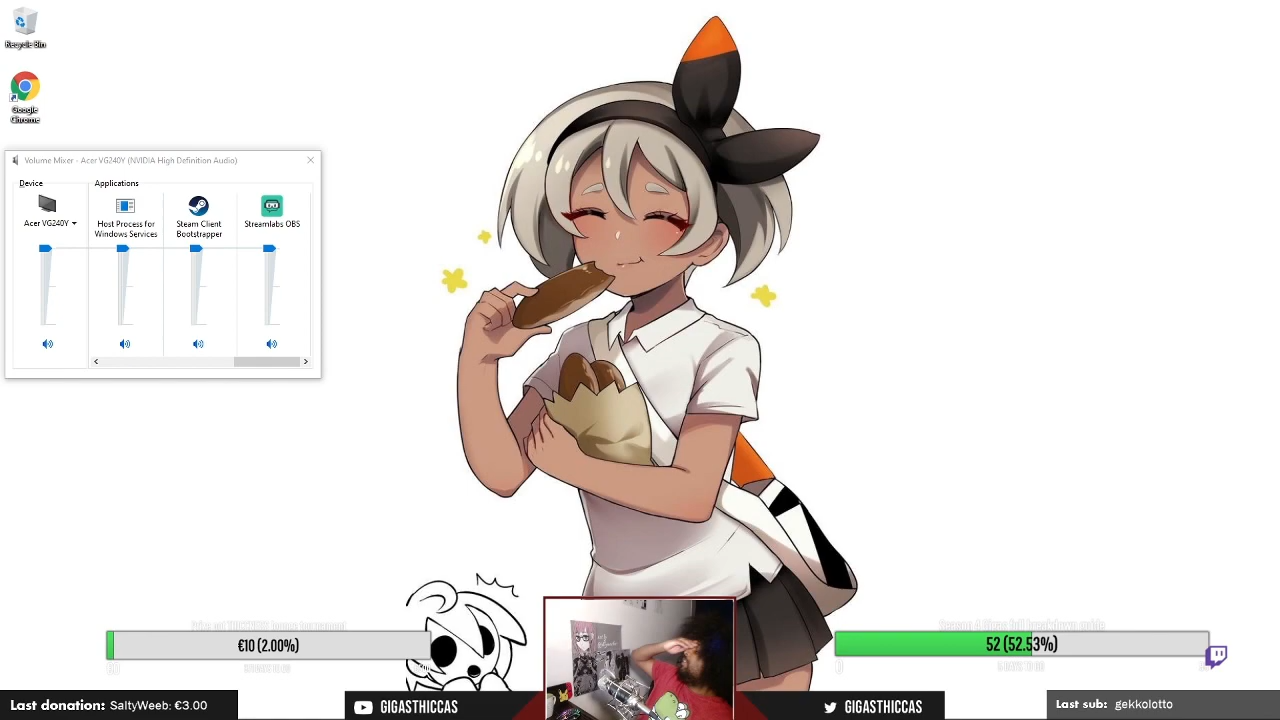 Recycle Bin
Google
Chrome
Volume Mixer - Acer VG240Y (NVIDIA High Definition Audio)
Device
Applications
Acer VG240Y
Host Process for
Windows Services
Steam Client
Bootstrapper
Streamlabs OBS
€10 (2.00%)
52 (52.53%)
Last donation: SaltyWeeb: €3.00
GIGASTHICCAS
GIGASTHICCAS
Last sub: gekkolotto